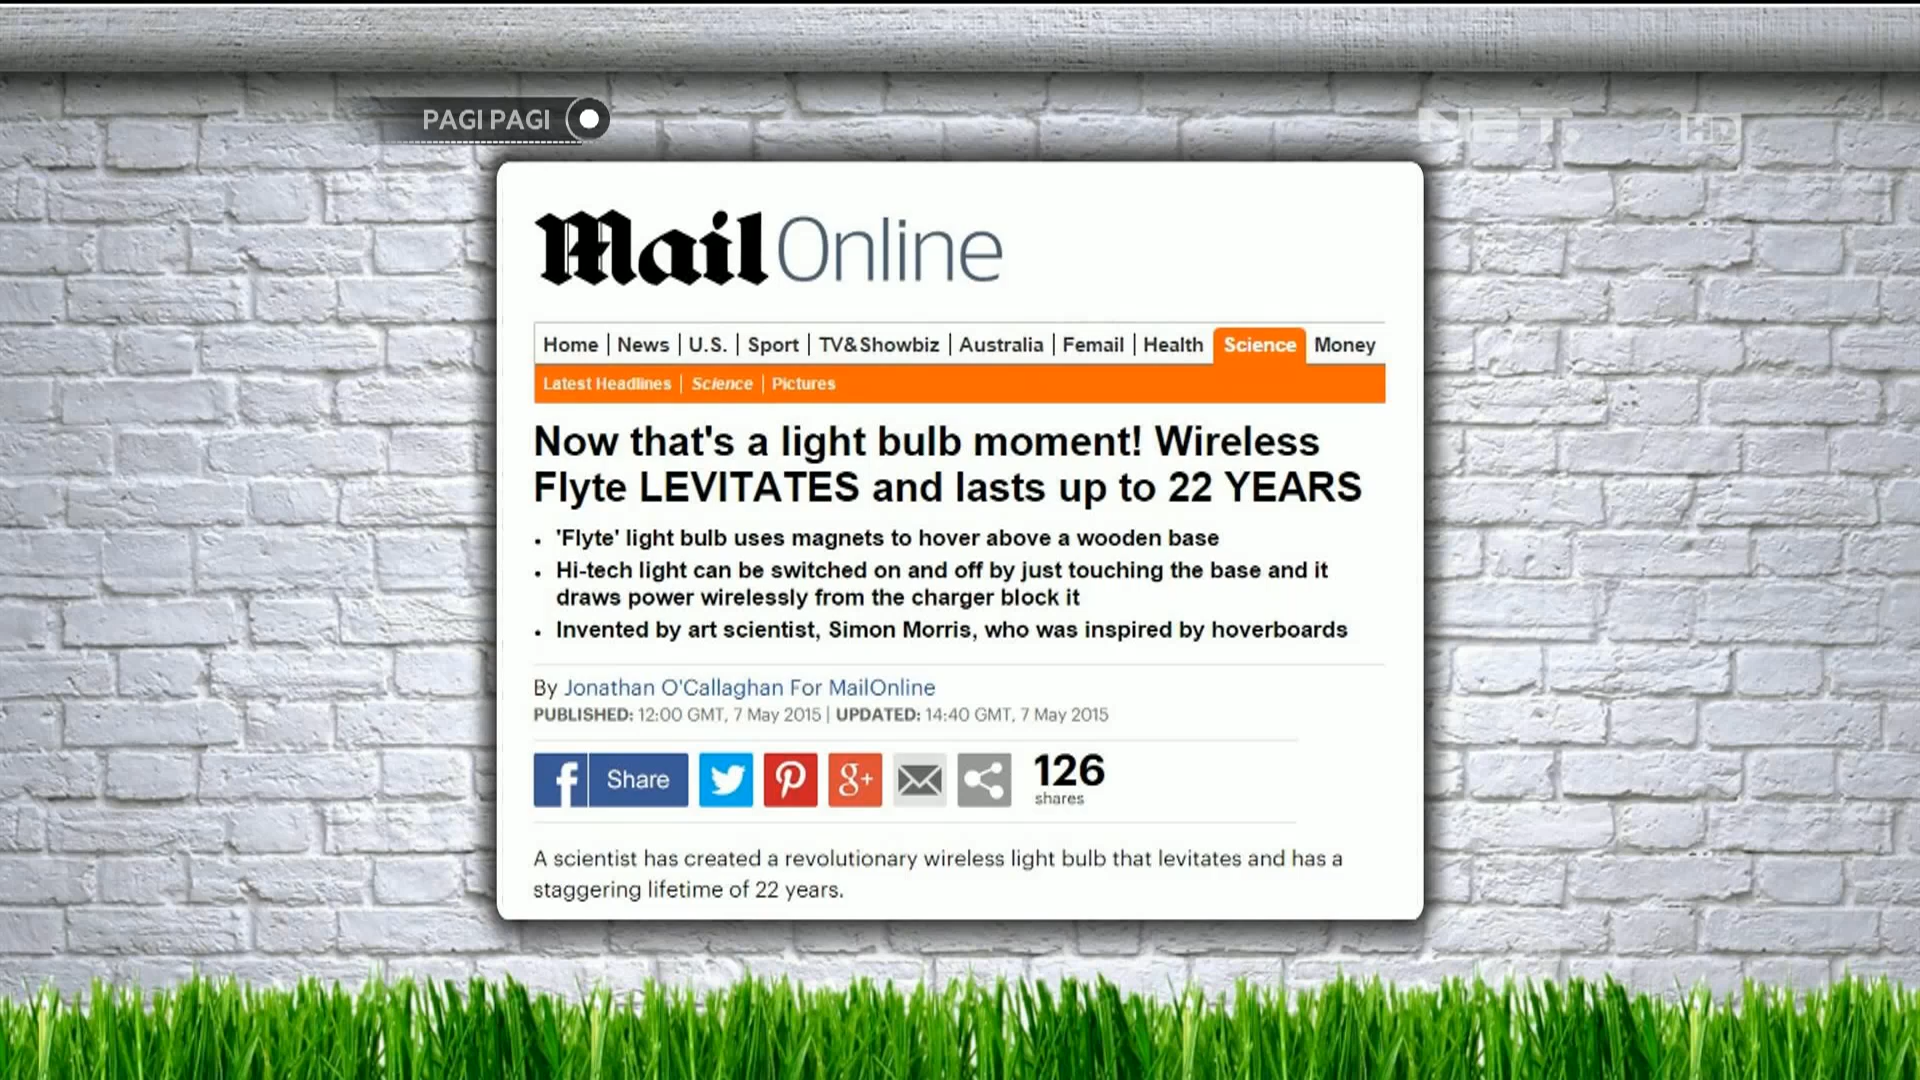 PAGI PAGI
NET.
HD
Mail Online
Home | News | U.S. | Sport | TV&Showbiz | Australia | Femail | Health Science Money
Latest Headlines | Science | Pictures
Now that's a light bulb moment! Wireless
Flyte LEVITATES and lasts up to 22 YEARS
• 'Flyte' light bulb uses magnets to hover above a wooden base
• Hi-tech light can be switched on and off by just touching the base and it
draws power wirelessly from the charger block it
• Invented by art scientist, Simon Morris, who was inspired by hoverboards
By Jonathan O'Callaghan For MailOnline
PUBLISHED: 12:00 GMT, 7 May 2015 | UPDATED: 14:40 GMT, 7 May 2015
f Share
g+
126
shares
A scientist has created a revolutionary wireless light bulb that levitates and has a
staggering lifetime of 22 years.